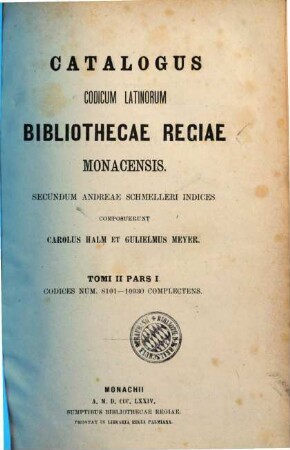 CATALOGUS
CODICUM LATINORUM
BIBLIOTHECAE REGIAE
MONACENSIS.
SECUNDUM ANDREAE SCHMELLERI INDICES
COMPOSUERUNT
CAROLUS HALM ET GULIELMUS MEYER.
TOMI II PARS I
CODICES NUM. 8101—10930 COMPLECTENS.
MONACHII
A. M. D. CCC. LXXIV.
SUMPTIBUS BIBLIOTHECAE REGIAE.
PROSTAT IN LIBRARIA REGIA PALMIANA.